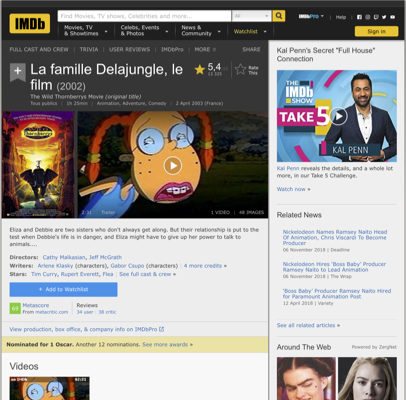 IMDb
Find Movies, TV shows, Celebrities and more...
All
IMDbPro
Help
Movies, TV & Showtimes
Celebs, Events & Photos
News & Community
Watchlist
Sign in
FULL CAST AND CREW | TRIVIA | USER REVIEWS | IMDbPro | MORE
SHARE
La famille Delajungle, le film (2002)
5,4
Rate This
The Wild Thornberrys Movie (original title)
Tous publics | 1h 25min | Animation, Adventure, Comedy | 2 April 2003 (France)
2:31 Trailer
1 VIDEO | 46 IMAGES
Eliza and Debbie are two sisters who don't always get along. But their relationship is put to the
test when Debbie's life is in danger, and Eliza might have to give up her power to talk to
animals....
Directors: Cathy Malkasian, Jeff McGrath
Writers: Arlene Klasky (characters), Gabor Csupo (characters) | 4 more credits »
Stars: Tim Curry, Rupert Everett, Flea | See full cast & crew »
+ Add to Watchlist
Metascore
From metacritic.com
Reviews
34 user | 38 critic
View production, box office, & company info on IMDbPro
Nominated for 1 Oscar. Another 12 nominations. See more awards »
Videos
Kal Penn's Secret "Full House"
Connection
THE IMDb SHOW
TAKE 5
KAL PENN
Kal Penn reveals the details, and a whole lot
more, in our Take 5 Challenge.
Watch now »
Related News
Nickelodeon Names Ramsey Naito Head
Of Animation, Chris Viscardi To Become
Producer
06 November 2018 | Deadline
Nickelodeon Hires 'Boss Baby' Producer
Ramsey Naito to Lead Animation
06 November 2018 | The Wrap
'Boss Baby' Producer Ramsey Naito Hired
for Paramount Animation Post
12 April 2018 | Variety
See all related articles »
Around The Web
Powered by ZergNet